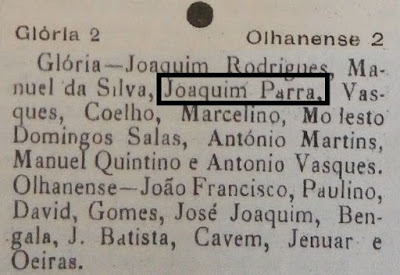 Glória 2 Olhanense 2
Glória—Joaquim Rodrigues, Ma-
nuel da Silva, Joaquim Parra, Vas-
ques, Coelho, Marcelino, Mo lesto
Domingos Salas, António Martins,
Manuel Quintino e Antonio Vasques.
Olhanense—João Francisco, Paulino,
David, Gomes, José Joaquim, Ben-
gala, J. Batista, Cavem, Jenuar e
Oeiras.